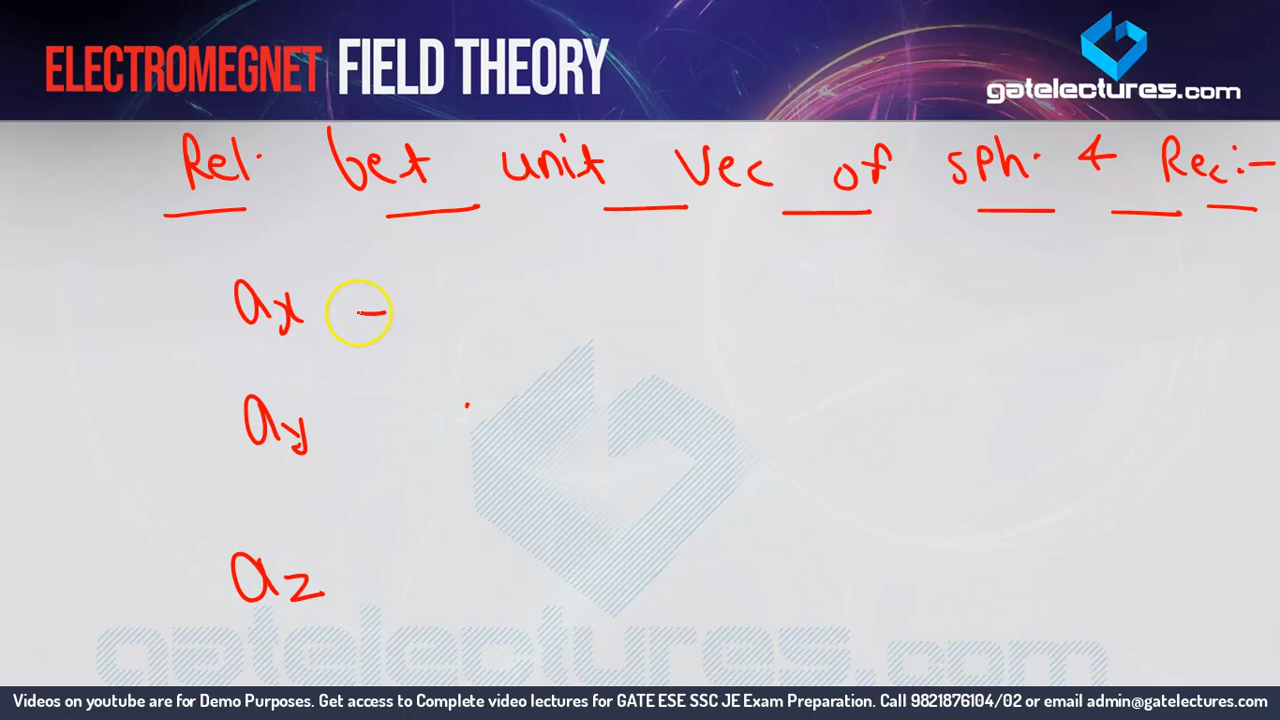 ELECTROMEGNET FIELD THEORY
gatelectures.com
Rel. bet unit vec of sph. & Rec:-
ax -
ay
az
gatelectures.com
Videos on youtube are for Demo Purposes. Get access to Complete video lectures for GATE ESE SSC JE Exam Preparation. Call 9821876104/02 or email admin@gatelectures.com